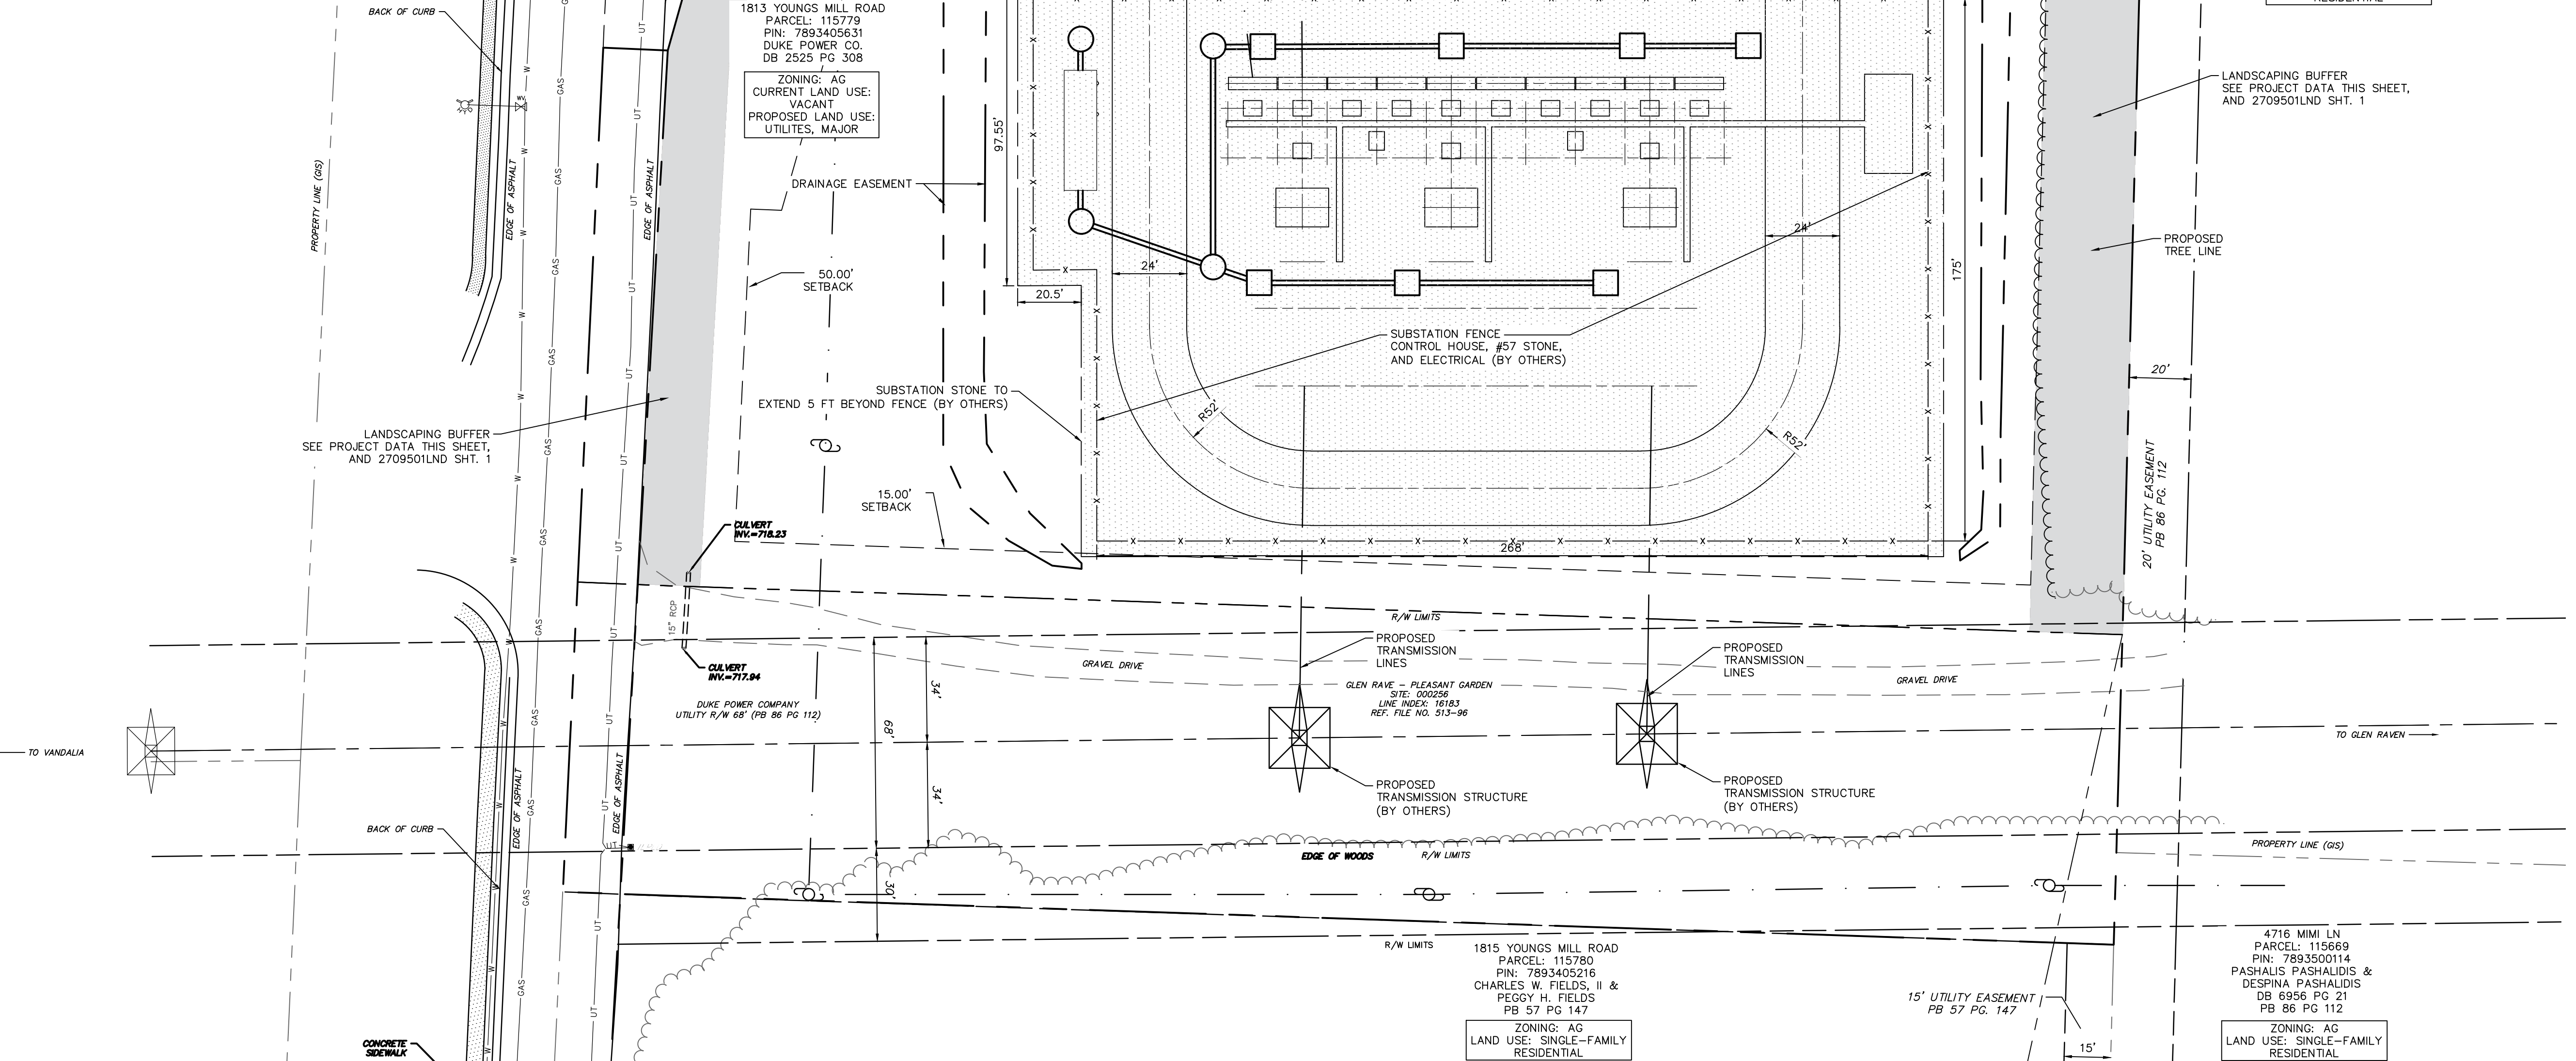 BACK OF CURB
1813 YOUNGS MILL ROAD
PARCEL: 115779
PIN: 7893405631
DUKE POWER CO.
DB 2525 PG 308
ZONING: AG
CURRENT LAND USE:
VACANT
PROPOSED LAND USE:
UTILITES, MAJOR
RESIDENTIAL
LANDSCAPING BUFFER
SEE PROJECT DATA THIS SHEET,
AND 2709501LND SHT. 1
PROPERTY LINE (GIS)
EDGE OF ASPHALT
EDGE OF ASPHALT
WV
97.55'
DRAINAGE EASEMENT
50.00'
SETBACK
20.5'
24'
24'
175'
PROPOSED
TREE LINE
SUBSTATION FENCE
CONTROL HOUSE, #57 STONE,
AND ELECTRICAL (BY OTHERS)
20'
SUBSTATION STONE TO
EXTEND 5 FT BEYOND FENCE (BY OTHERS)
R52'
R52'
LANDSCAPING BUFFER
SEE PROJECT DATA THIS SHEET,
AND 2709501LND SHT. 1
20' UTILITY EASEMENT
PB 86 PG. 112
15.00'
SETBACK
CULVERT
INV.=718.23
268'
15" RCP
R/W LIMITS
CULVERT
INV.=717.94
GRAVEL DRIVE
PROPOSED
TRANSMISSION
LINES
PROPOSED
TRANSMISSION
LINES
GRAVEL DRIVE
GLEN RAVE - PLEASANT GARDEN
SITE: 000256
LINE INDEX: 16183
REF. FILE NO. 513-96
DUKE POWER COMPANY
UTILITY R/W 68' (PB 86 PG 112)
34'
68'
34'
TO VANDALIA
TO GLEN RAVEN
PROPOSED
TRANSMISSION STRUCTURE
(BY OTHERS)
PROPOSED
TRANSMISSION STRUCTURE
(BY OTHERS)
EDGE OF ASPHALT
EDGE OF ASPHALT
BACK OF CURB
EDGE OF WOODS
R/W LIMITS
PROPERTY LINE (GIS)
30'
R/W LIMITS
1815 YOUNGS MILL ROAD
PARCEL: 115780
PIN: 7893405216
CHARLES W. FIELDS, II &
PEGGY H. FIELDS
PB 57 PG 147
ZONING: AG
LAND USE: SINGLE-FAMILY
RESIDENTIAL
15' UTILITY EASEMENT
PB 57 PG. 147
15'
4716 MIMI LN
PARCEL: 115669
PIN: 7893500114
PASHALIS PASHALIDIS &
DESPINA PASHALIDIS
DB 6956 PG 21
PB 86 PG 112
ZONING: AG
LAND USE: SINGLE-FAMILY
RESIDENTIAL
CONCRETE
SIDEWALK
W
GAS
UT